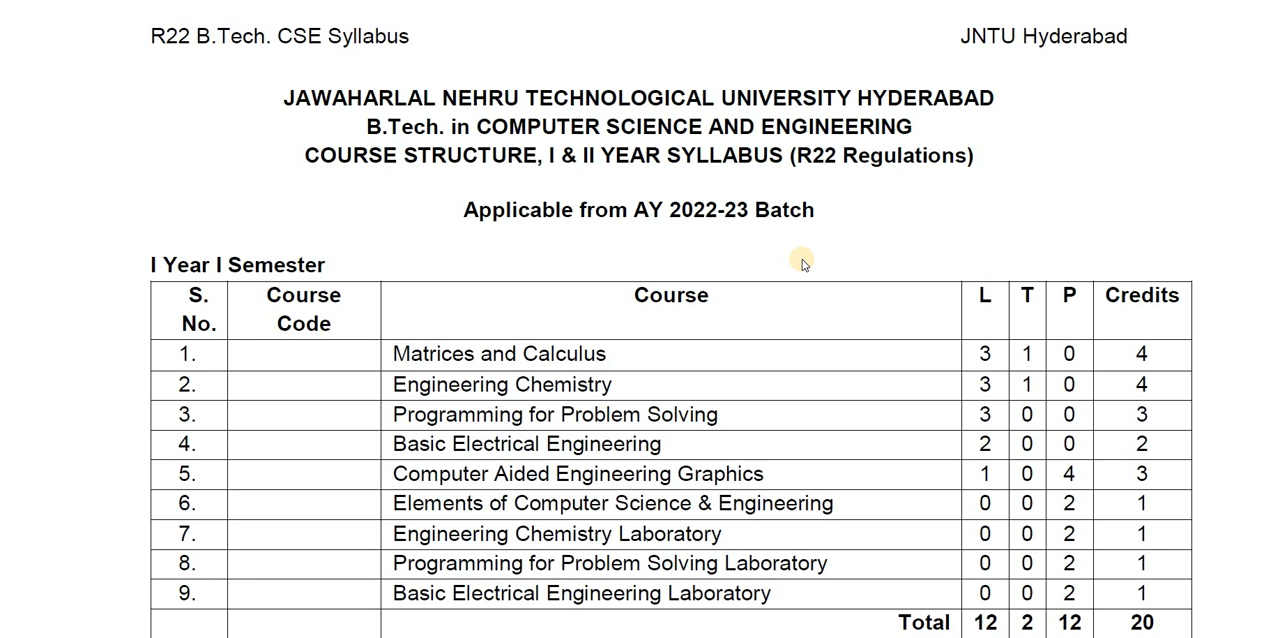 R22 B.Tech. CSE Syllabus JNTU Hyderabad
JAWAHARLAL NEHRU TECHNOLOGICAL UNIVERSITY HYDERABAD
B.Tech. in COMPUTER SCIENCE AND ENGINEERING
COURSE STRUCTURE, I & II YEAR SYLLABUS (R22 Regulations)
Applicable from AY 2022-23 Batch
I Year I Semester
S. No. Course Code Course L T P Credits
1. Matrices and Calculus 3 1 0 4
2. Engineering Chemistry 3 1 0 4
3. Programming for Problem Solving 3 0 0 3
4. Basic Electrical Engineering 2 0 0 2
5. Computer Aided Engineering Graphics 1 0 4 3
6. Elements of Computer Science & Engineering 0 0 2 1
7. Engineering Chemistry Laboratory 0 0 2 1
8. Programming for Problem Solving Laboratory 0 0 2 1
9. Basic Electrical Engineering Laboratory 0 0 2 1
Total 12 2 12 20